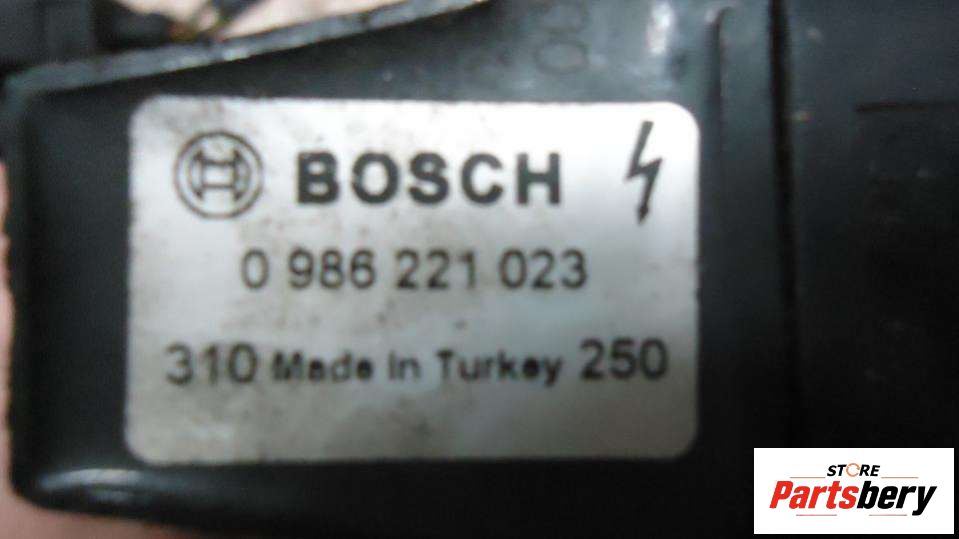 BOSCH
0 986 221 023
310 Made in Turkey 250
STORE
Partsbery